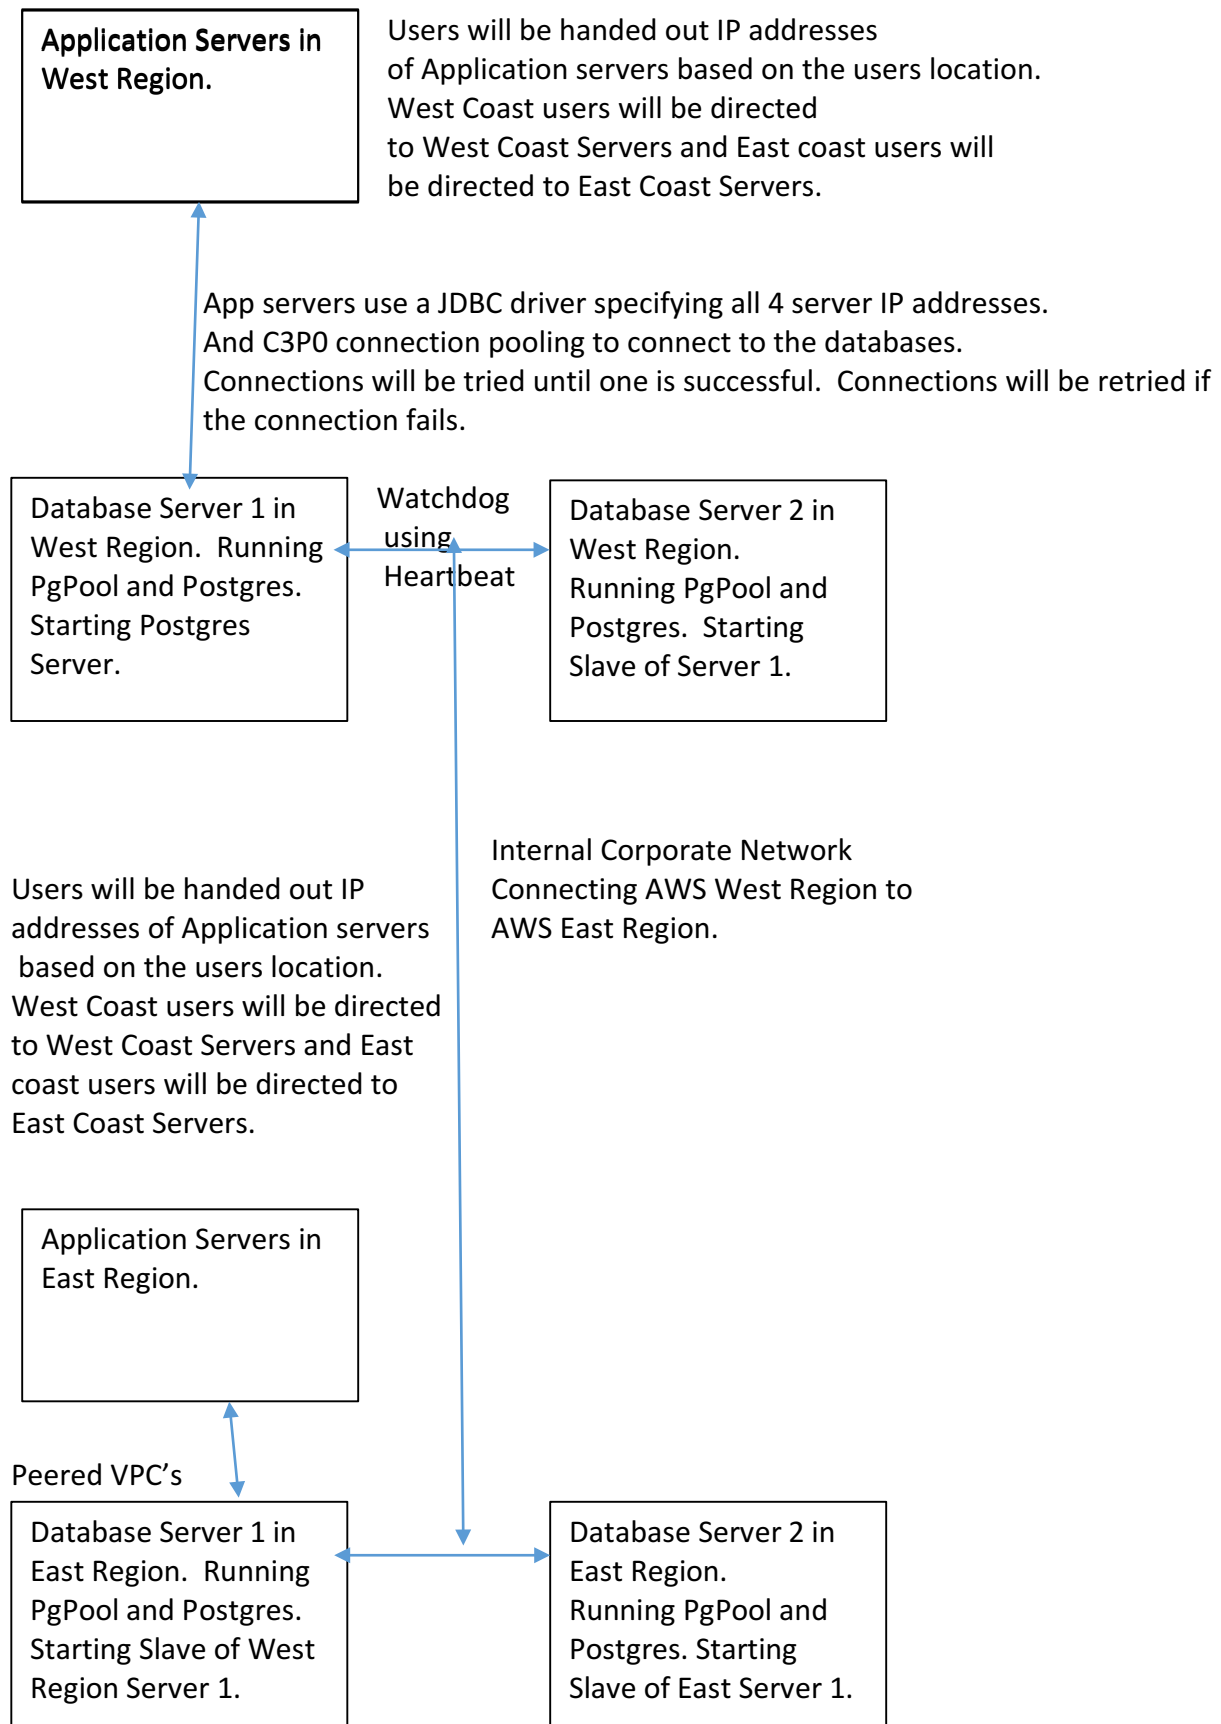 Application Servers in
West Region.
Users will be handed out IP addresses
of Application servers based on the users location.
West Coast users will be directed
to West Coast Servers and East coast users will
be directed to East Coast Servers.
App servers use a JDBC driver specifying all 4 server IP addresses.
And C3P0 connection pooling to connect to the databases.
Connections will be tried until one is successful.  Connections will be retried if
the connection fails.
Database Server 1 in
West Region.  Running
PgPool and Postgres.
Starting Postgres
Server.
Watchdog
using
Heartbeat
Database Server 2 in
West Region.
Running PgPool and
Postgres.  Starting
Slave of Server 1.
Internal Corporate Network
Connecting AWS West Region to
AWS East Region.
Users will be handed out IP
addresses of Application servers
based on the users location.
West Coast users will be directed
to West Coast Servers and East
coast users will be directed to
East Coast Servers.
Application Servers in
East Region.
Peered VPC’s
Database Server 1 in
East Region.  Running
PgPool and Postgres.
Starting Slave of West
Region Server 1.
Database Server 2 in
East Region.
Running PgPool and
Postgres. Starting
Slave of East Server 1.